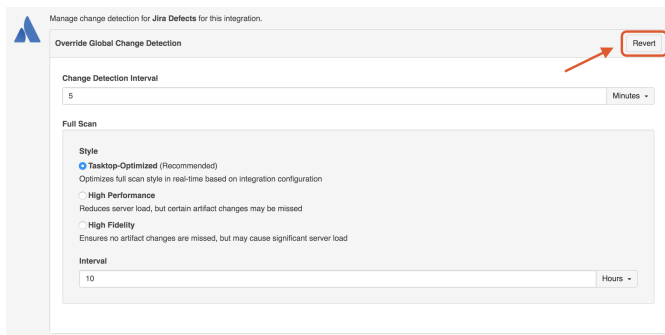 Manage change detection for Jira Defects for this integration.
Override Global Change Detection
Revert
Change Detection Interval
5
Minutes
Full Scan
Style
Tasktop-Optimized (Recommended)
Optimizes full scan style in real-time based on integration configuration
High Performance
Reduces server load, but certain artifact changes may be missed
High Fidelity
Ensures no artifact changes are missed, but may cause significant server load
Interval
10
Hours